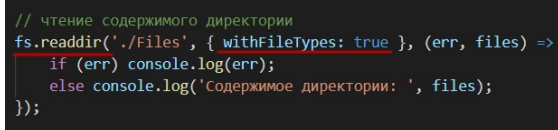 // чтение содержимого директории
fs.readdir('./Files', { withFileTypes: true }, (err, files) =>
    if (err) console.log(err);
    else console.log('Содержимое директории: ', files);
});